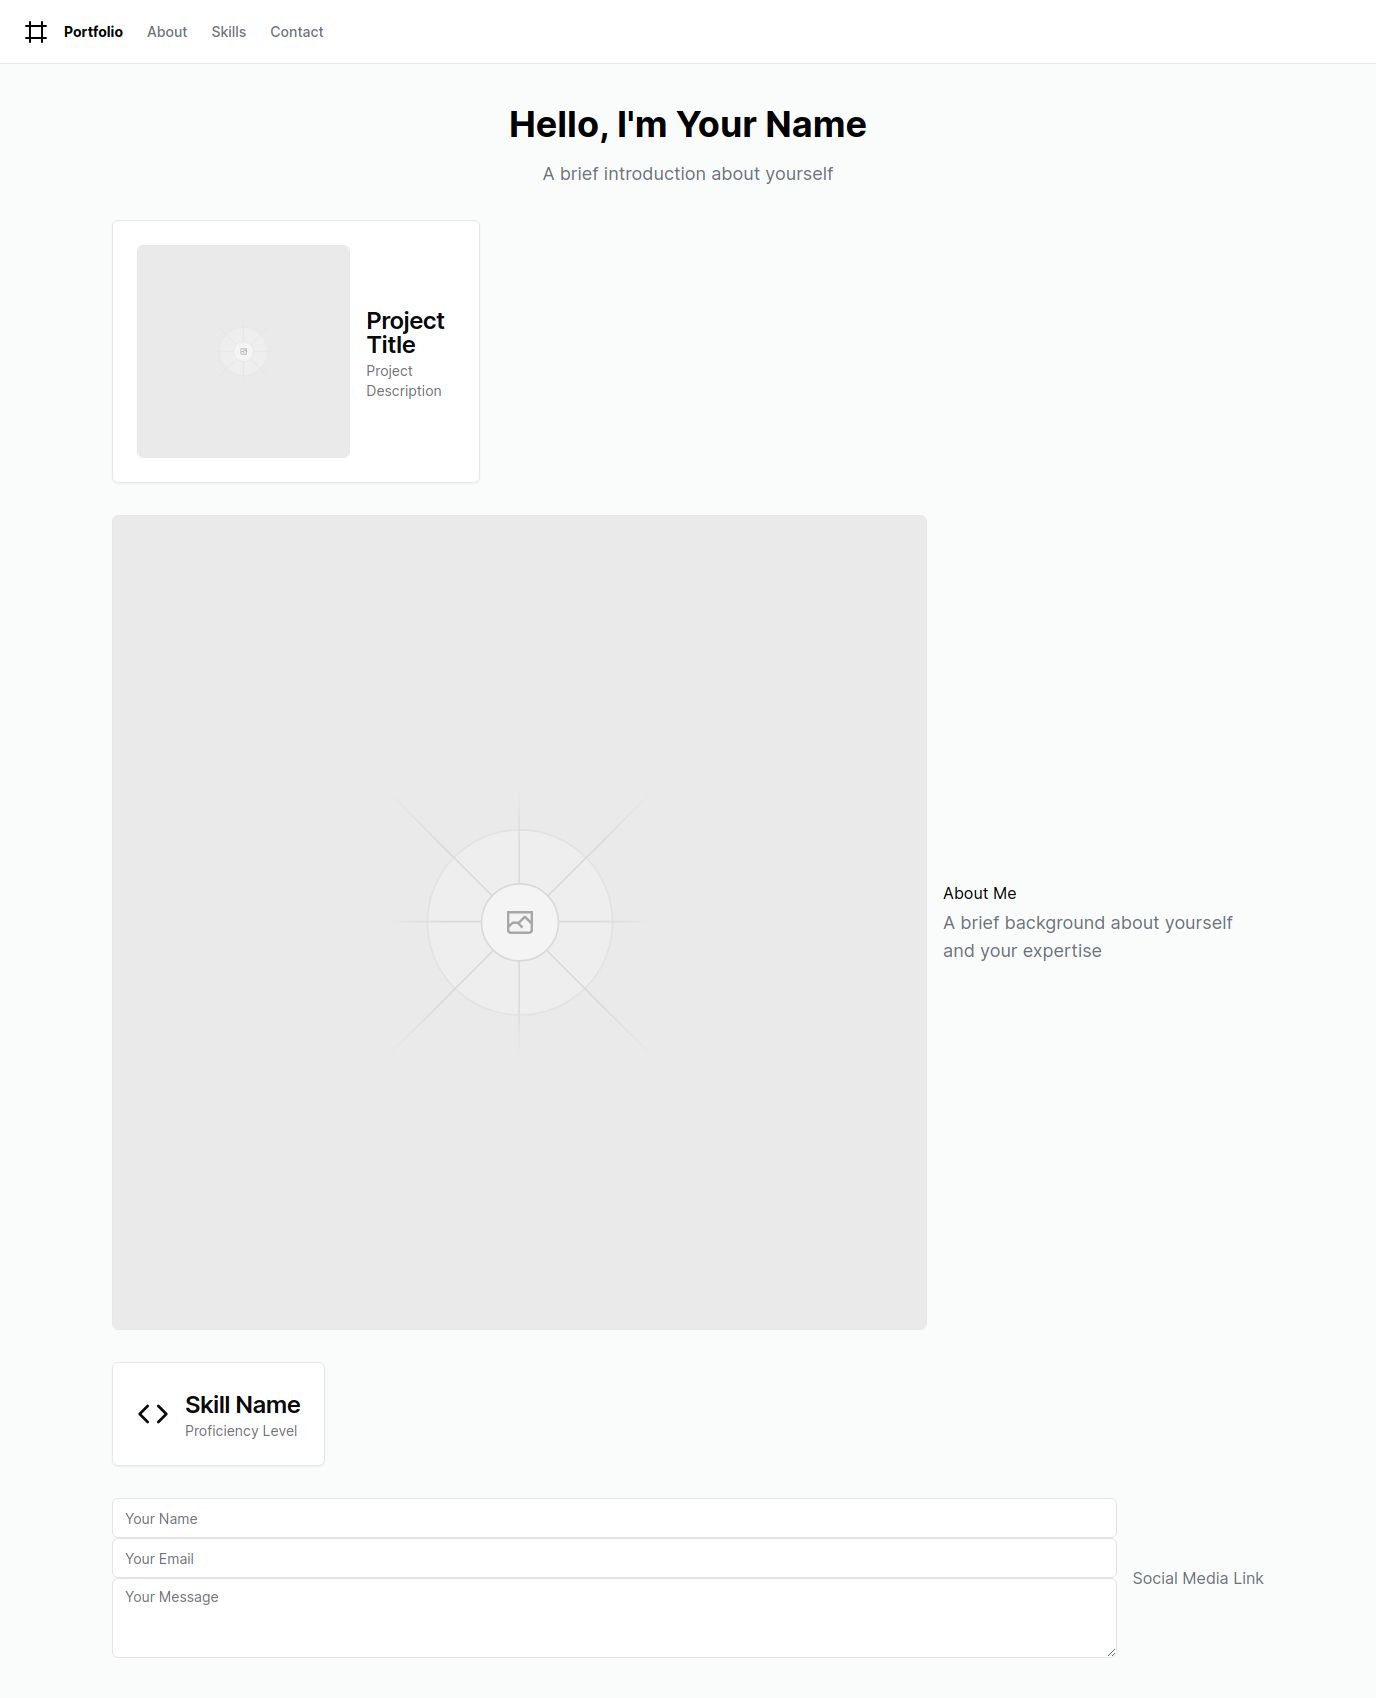 Portfolio About Skills Contact
Hello, I'm Your Name
A brief introduction about yourself
Project
Title
Project
Description
About Me
A brief background about yourself
and your expertise
Skill Name
Proficiency Level
Your Name
Your Email
Your Message
Social Media Link